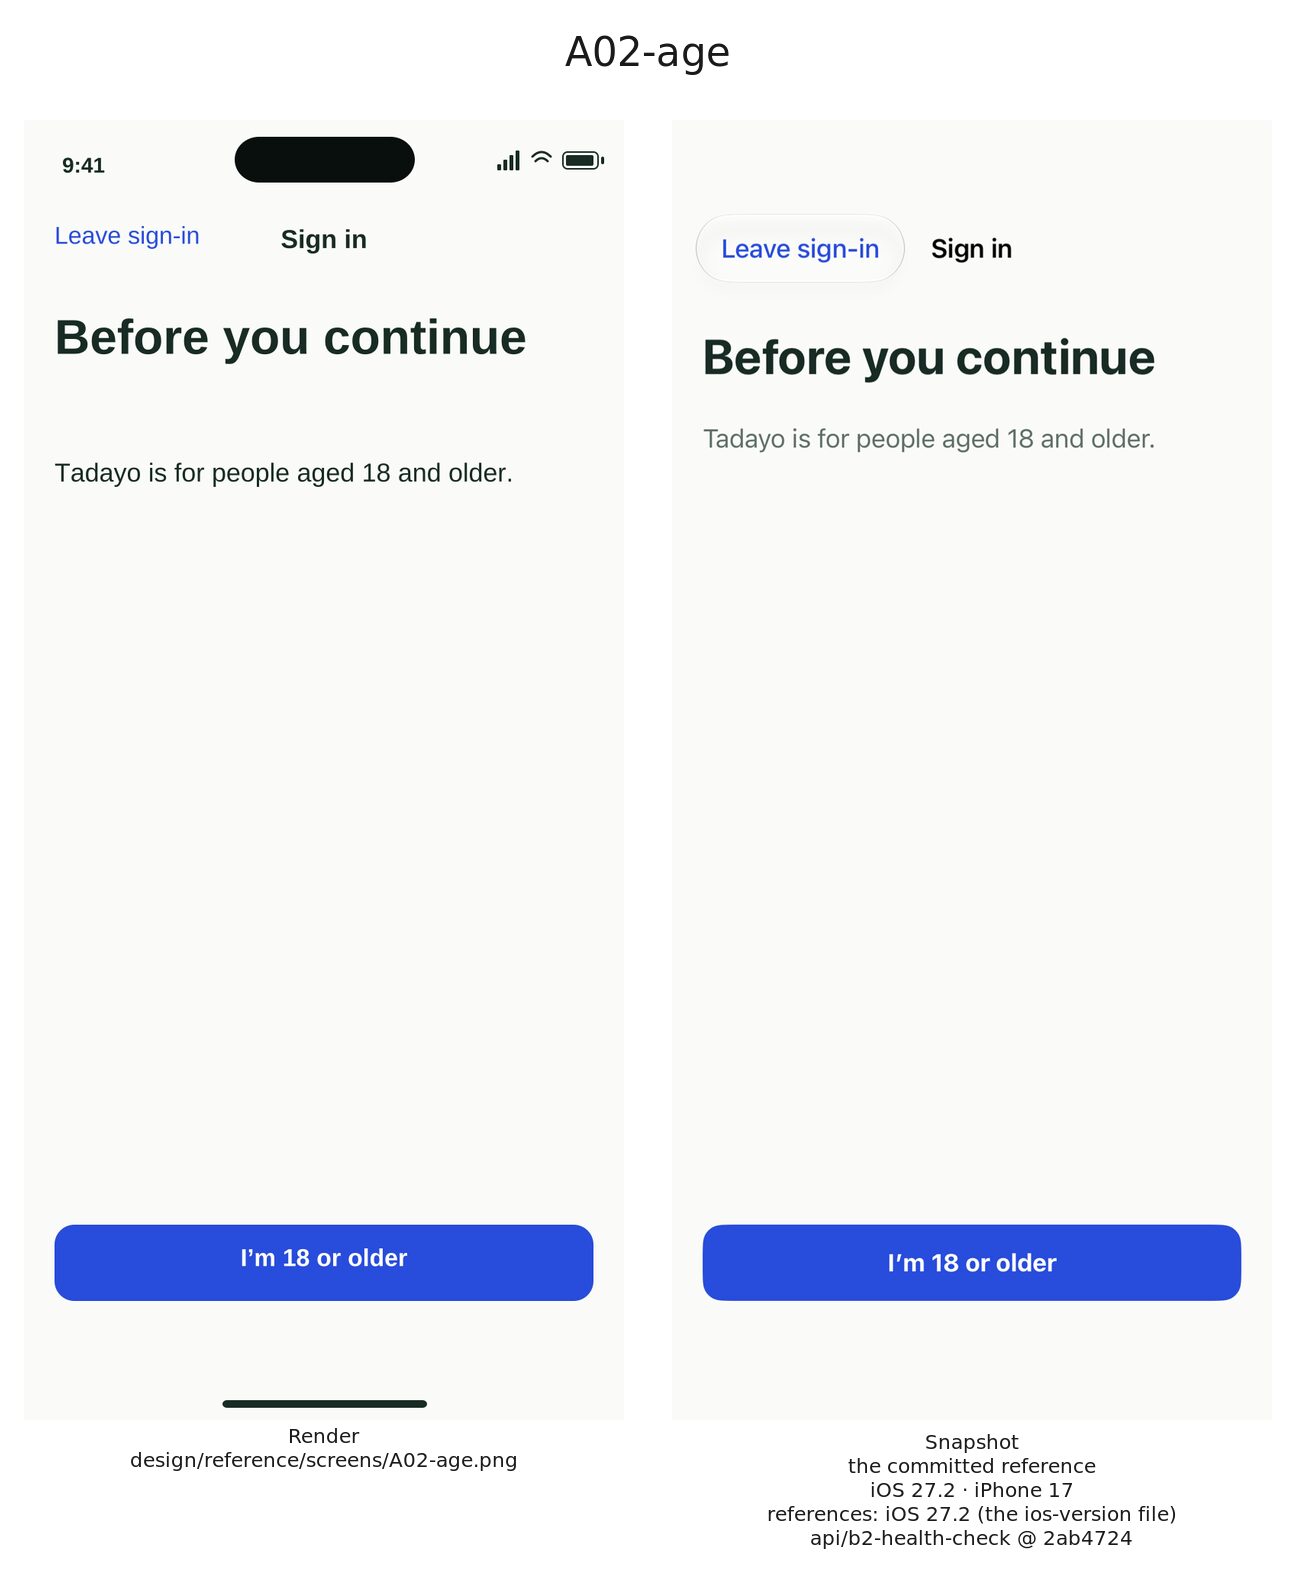 A02-age
9:41
Leave sign-in
Sign in
Before you continue
Tadayo is for people aged 18 and older.
I’m 18 or older
Render
design/reference/screens/A02-age.png
Leave sign-in
Sign in
Before you continue
Tadayo is for people aged 18 and older.
I’m 18 or older
Snapshot
the committed reference
iOS 27.2 · iPhone 17
references: iOS 27.2 (the ios-version file)
api/b2-health-check @ 2ab4724